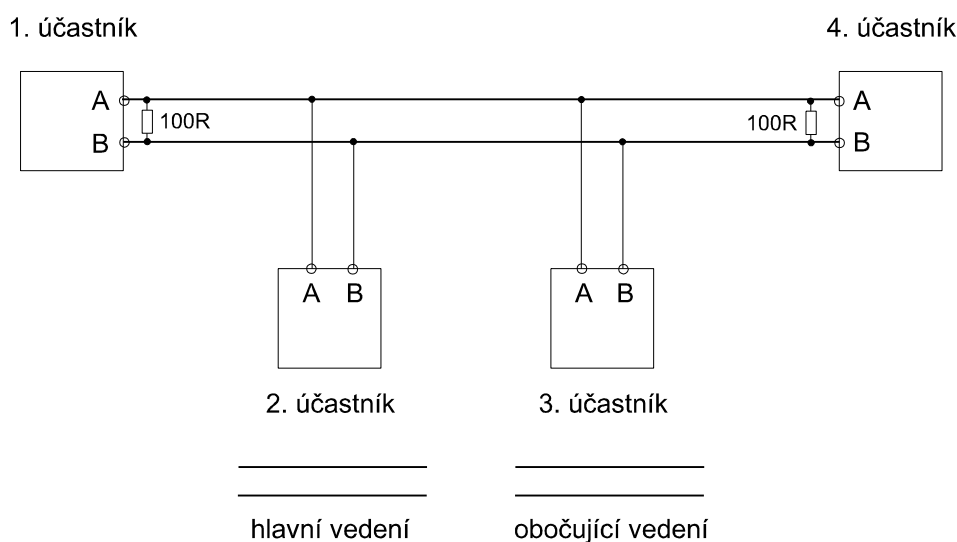 1. účastník
4. účastník
A
100R
B
100R
A
B
A B
A B
2. účastník
3. účastník
hlavní vedení
obočující vedení